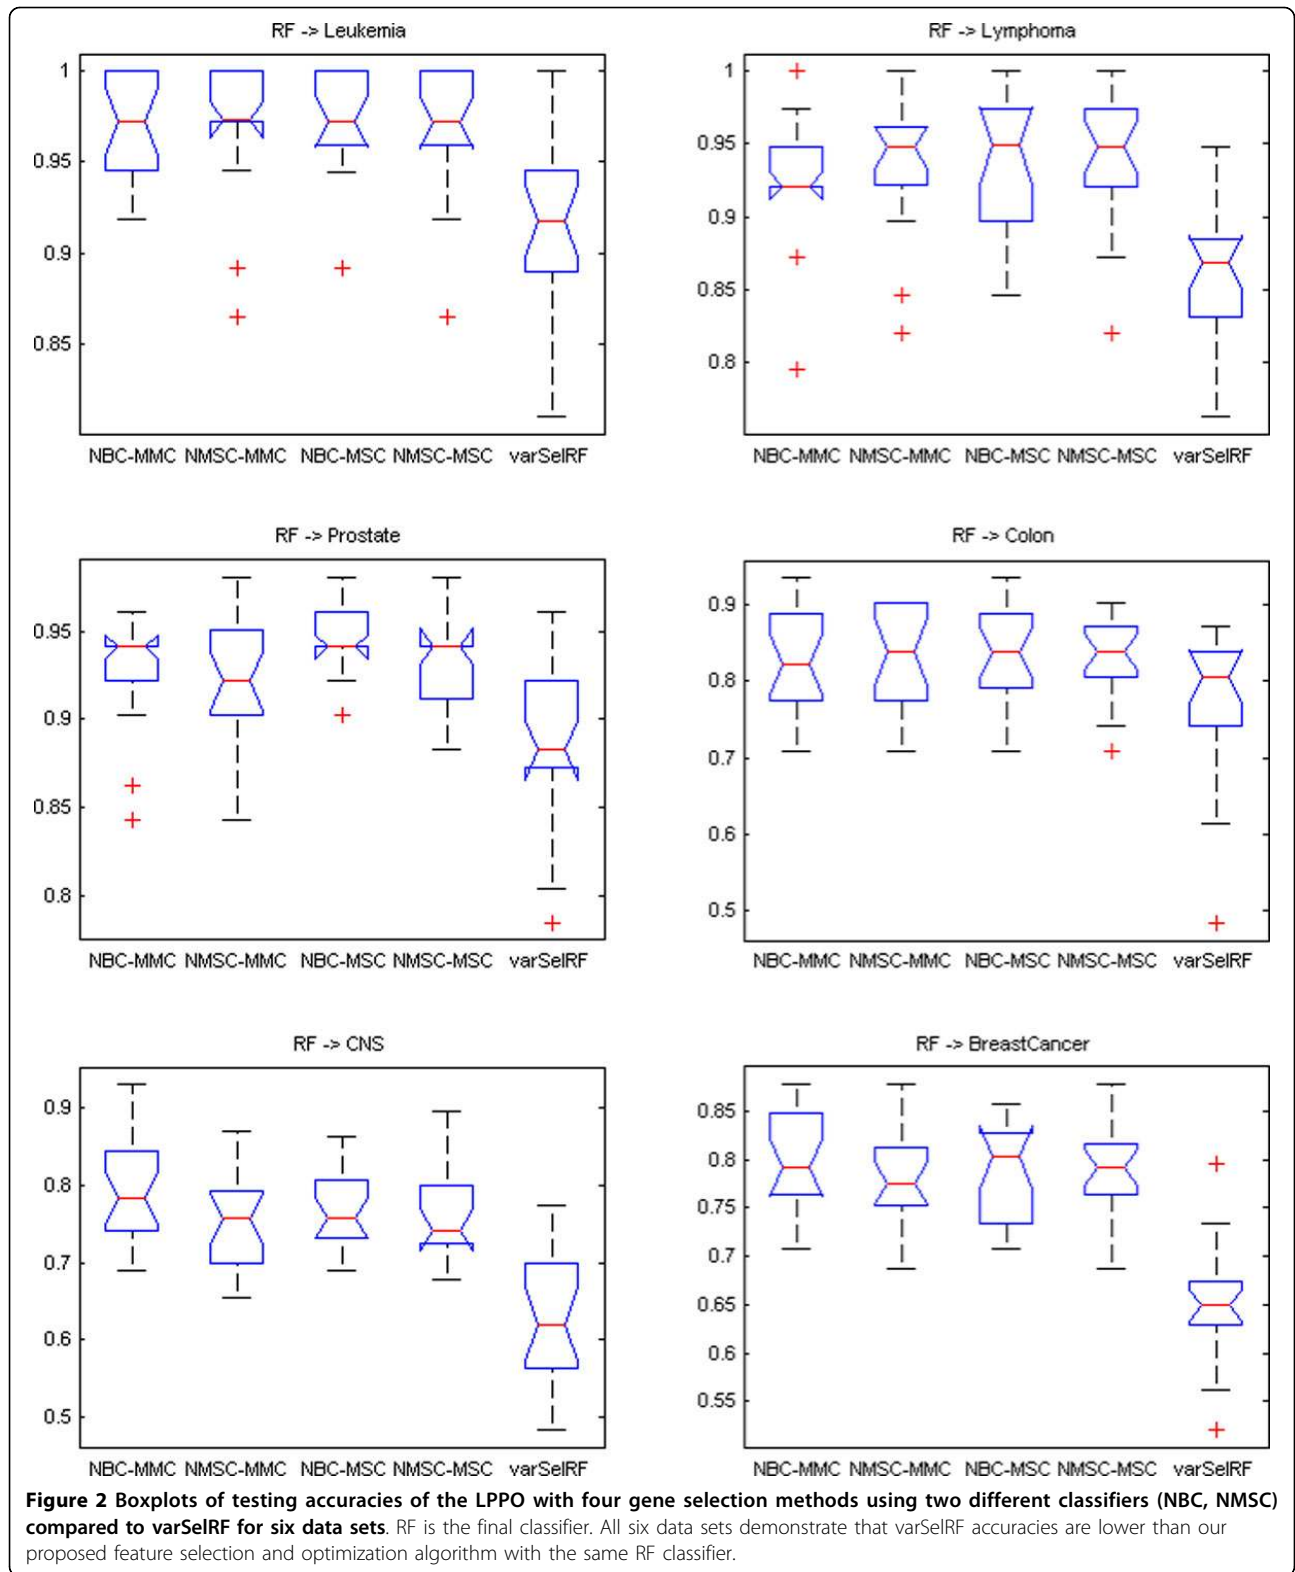 RF -> Leukemia
1
0.95
0.9
0.85
NBC-MMC NMSC-MMC NBC-MSC NMSC-MSC varSelRF
RF -> Lymphoma
1
0.95
0.9
0.85
0.8
NBC-MMC NMSC-MMC NBC-MSC NMSC-MSC varSelRF
RF -> Prostate
0.95
0.9
0.85
0.8
NBC-MMC NMSC-MMC NBC-MSC NMSC-MSC varSelRF
RF -> Colon
0.9
0.8
0.7
0.6
0.5
NBC-MMC NMSC-MMC NBC-MSC NMSC-MSC varSelRF
RF -> CNS
0.9
0.8
0.7
0.6
0.5
NBC-MMC NMSC-MMC NBC-MSC NMSC-MSC varSelRF
RF -> BreastCancer
0.85
0.8
0.75
0.7
0.65
0.6
0.55
NBC-MMC NMSC-MMC NBC-MSC NMSC-MSC varSelRF
Figure 2 Boxplots of testing accuracies of the LPPO with four gene selection methods using two different classifiers (NBC, NMSC)
compared to varSelRF for six data sets. RF is the final classifier. All six data sets demonstrate that varSelRF accuracies are lower than our
proposed feature selection and optimization algorithm with the same RF classifier.